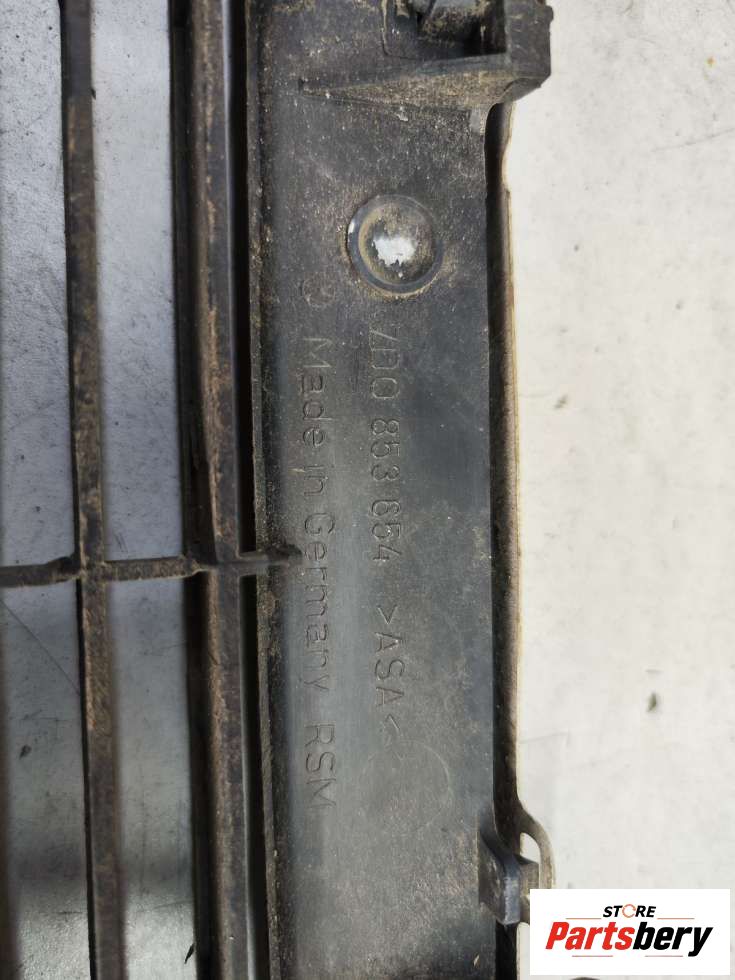 7D0 853 654 >ASA<
Made in Germany RSM
STORE
Partsbery